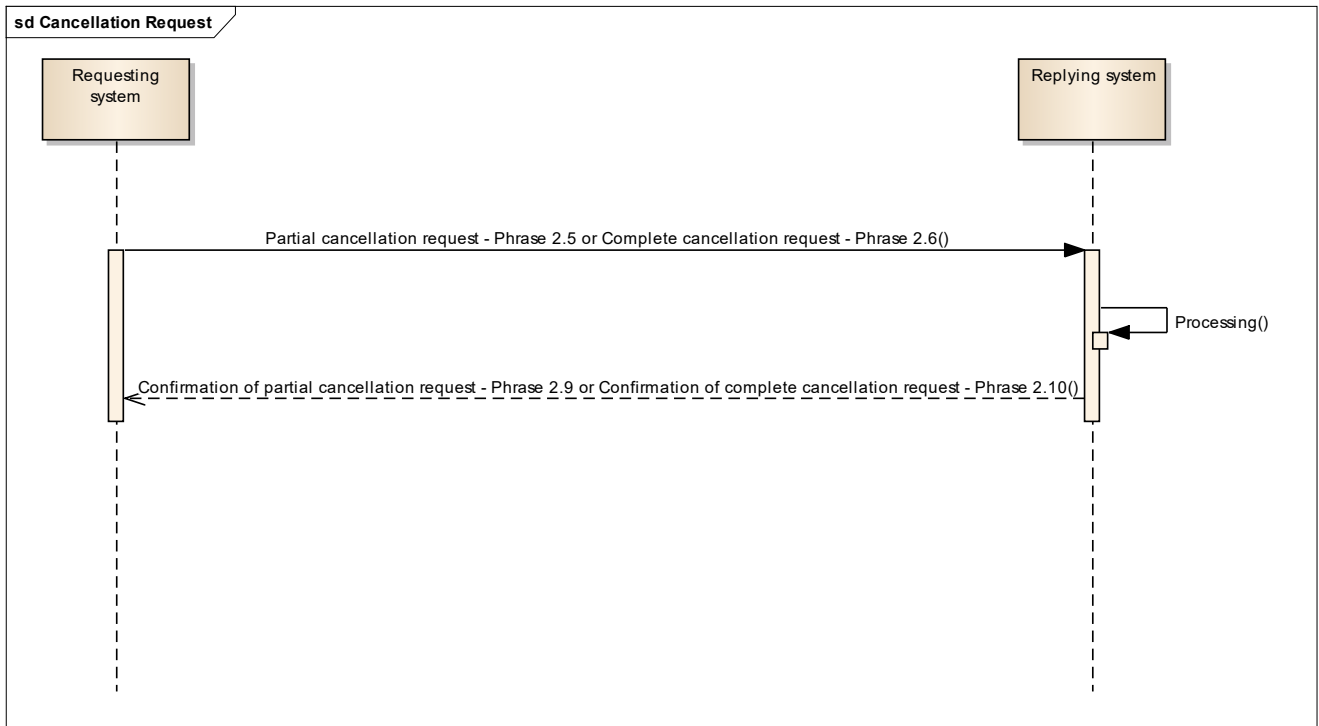 sd Cancellation Request
Requesting
system
Replying system
Partial cancellation request - Phrase 2.5 or Complete cancellation request - Phrase 2.6()
Processing()
Confirmation of partial cancellation request - Phrase 2.9 or Confirmation of complete cancellation request - Phrase 2.10()